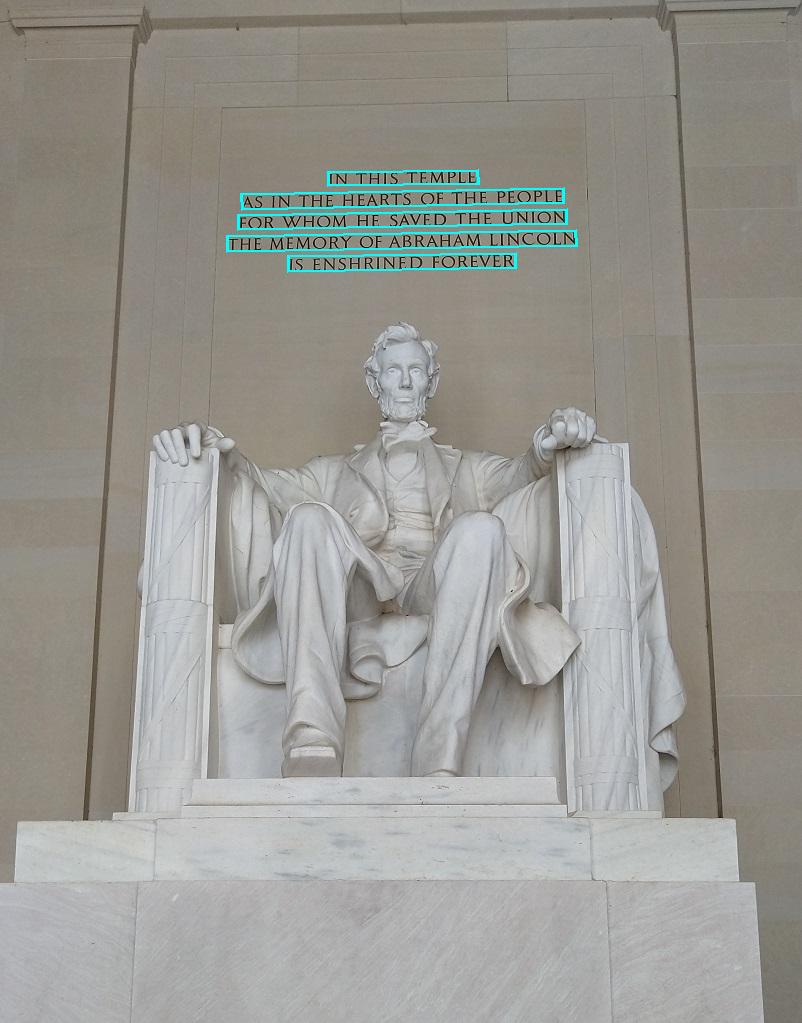 IN THIS TEMPLE
AS IN THE HEARTS OF THE PEOPLE
FOR WHOM HE SAVED THE UNION
THE MEMORY OF ABRAHAM LINCOLN
IS ENSHRINED FOREVER